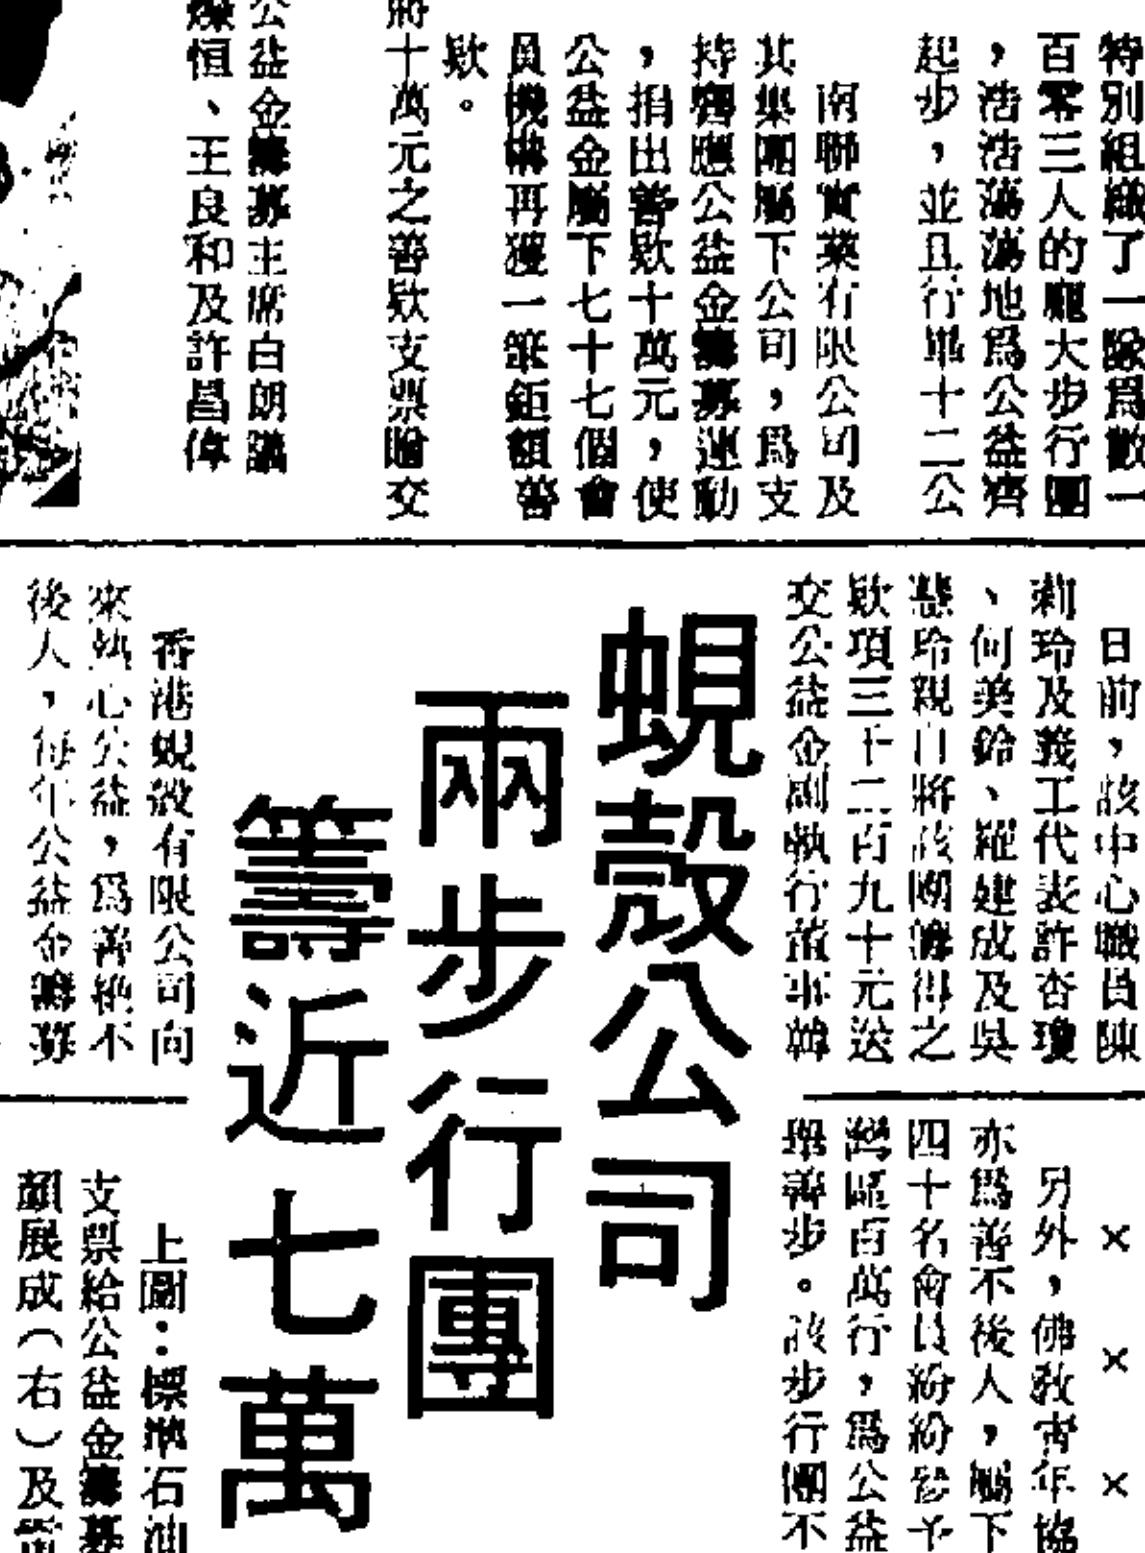 特別組織了一隊爲數一
百零三人的龐大步行團
，浩浩蕩蕩地爲公益齊
起步，並且行畢十二公
南聯實業有限公司及
其集團屬下公司，爲支
持響應公益金籌募運動
，捐出善欵十萬元，使
公益金屬下七十七個會
員機構再獲一筆鉅額善
欵。
將十萬元之善欵支票贈交
公益金籌募主席白朗議
燦恒、王良和及許昌偉
日前，該中心職員陳
莉玲及義工代表許杏瓊
、何美鈴、羅建成及吳
慧玲親自將該團籌得之
欵項三千二百九十元送
交公益金副執行董事韓
蜆殼公司
兩步行團
籌近七萬
香港蜆殼有限公司向
來熱心公益，爲善絕不
後人，每年公益金籌募
×××
另外，佛敎靑年協
亦爲善不後人，屬下
四十名會員紛紛參予
灣區百萬行，爲公益
舉善步。該步行團不
上圖：標準石油
支票給公益金籌募
顏展成（右）及